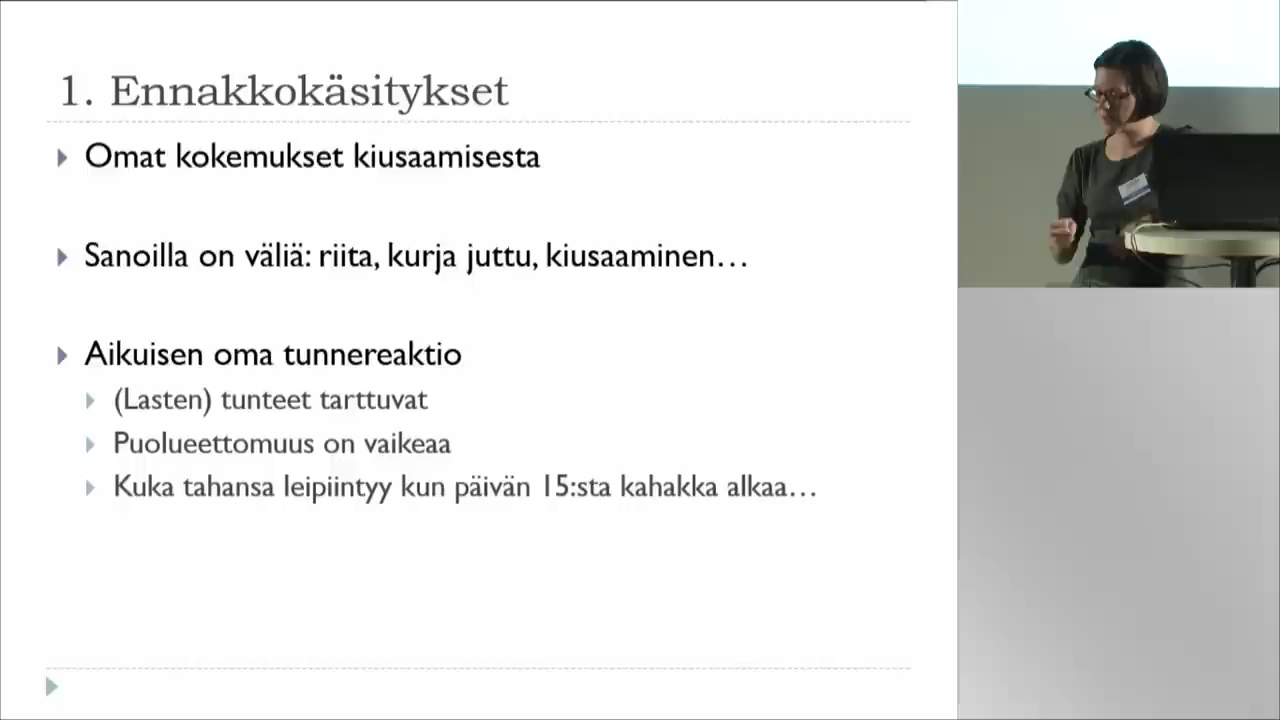 1. Ennakkokäsitykset
Omat kokemukset kiusaamisesta
Sanoilla on väliä: riita, kurja juttu, kiusaaminen…
Aikuisen oma tunnereaktio
(Lasten) tunteet tarttuvat
Puolueettomuus on vaikeaa
Kuka tahansa leipiintyy kun päivän 15:sta kahakka alkaa…